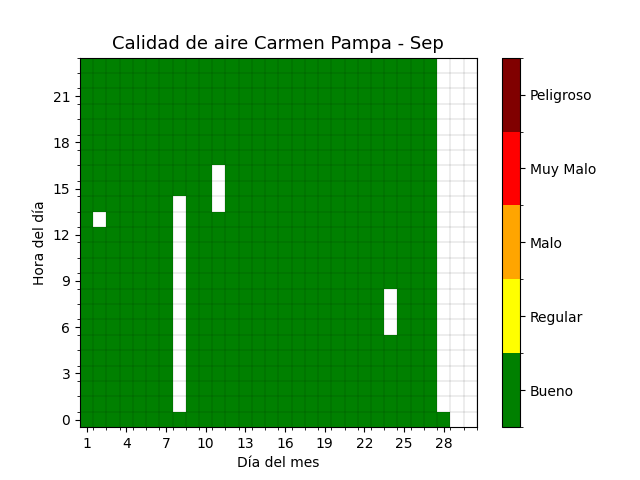 Calidad de aire Carmen Pampa - Sep
Hora del día
21
18
15
12
9
6
3
0
1 4 7 10 13 16 19 22 25 28
Día del mes
Peligroso
Muy Malo
Malo
Regular
Bueno